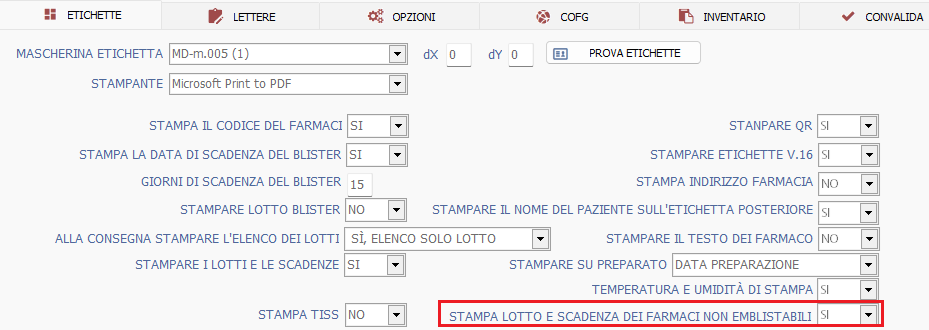 ETICHETTE LETTERE OPZIONI COFG INVENTARIO CONVALIDA
MASCHERINA ETICHETTA MD-m.005 (1) dX 0 dY 0 PROVA ETICHETTE
STAMPANTE Microsoft Print to PDF
STAMPA IL CODICE DEL FARMACI SI STANPARE QR SI
STAMPA LA DATA DI SCADENZA DEL BLISTER SI STAMPARE ETICHETTE V.16 SI
GIORNI DI SCADENZA DEL BLISTER 15 STAMPA INDIRIZZO FARMACIA NO
STAMPARE LOTTO BLISTER NO STAMPARE IL NOME DEL PAZIENTE SULL'ETICHETTA POSTERIORE SI
ALLA CONSEGNA STAMPARE L'ELENCO DEI LOTTI SÌ, ELENCO SOLO LOTTO STAMPARE IL TESTO DEI FARMACO NO
STAMPARE I LOTTI E LE SCADENZE SI STAMPARE SU PREPARATO DATA PREPARAZIONE
TEMPERATURA E UMIDITÀ DI STAMPA SI
STAMPA TISS NO STAMPA LOTTO E SCADENZA DEI FARMACI NON EMBLISTABILI SI